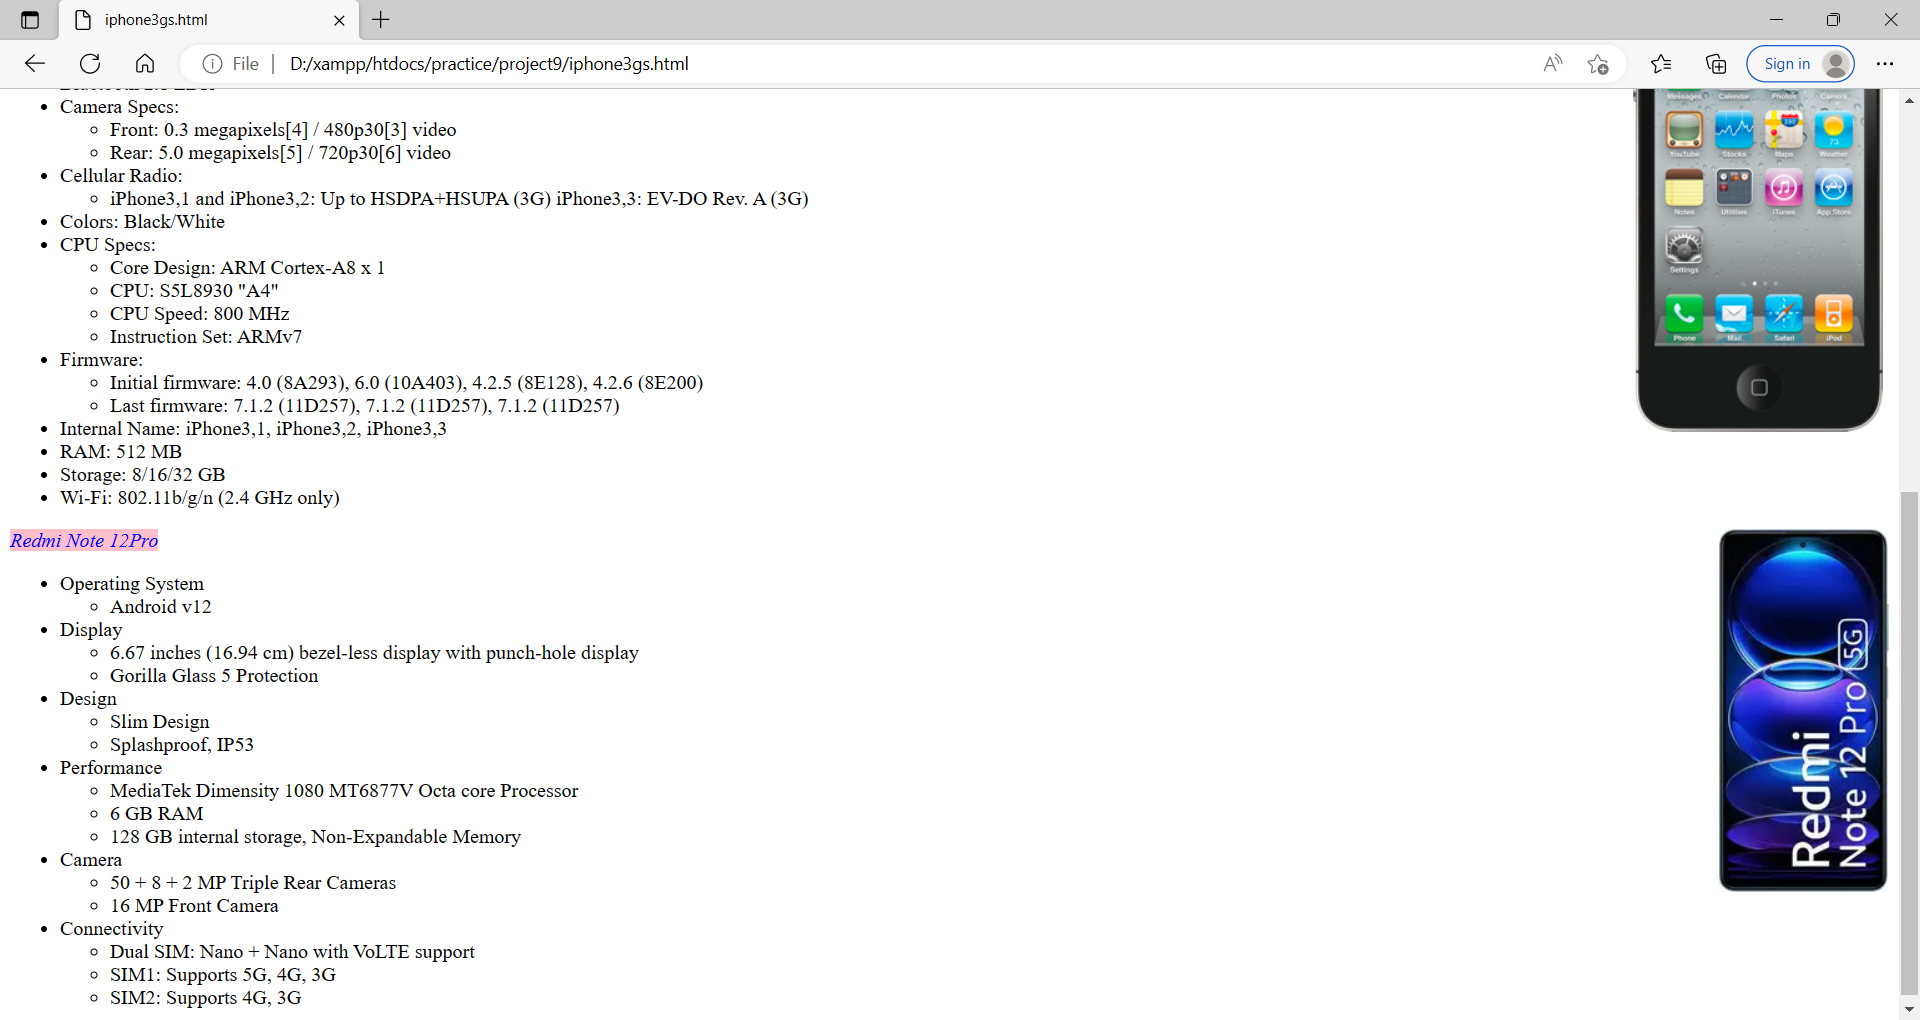 iphone3gs.html
File
D:/xampp/htdocs/practice/project9/iphone3gs.html
Sign in
Camera Specs:
Front: 0.3 megapixels[4] / 480p30[3] video
Rear: 5.0 megapixels[5] / 720p30[6] video
Cellular Radio:
iPhone3,1 and iPhone3,2: Up to HSDPA+HSUPA (3G) iPhone3,3: EV-DO Rev. A (3G)
Colors: Black/White
CPU Specs:
Core Design: ARM Cortex-A8 x 1
CPU: S5L8930 "A4"
CPU Speed: 800 MHz
Instruction Set: ARMv7
Firmware:
Initial firmware: 4.0 (8A293), 6.0 (10A403), 4.2.5 (8E128), 4.2.6 (8E200)
Last firmware: 7.1.2 (11D257), 7.1.2 (11D257), 7.1.2 (11D257)
Internal Name: iPhone3,1, iPhone3,2, iPhone3,3
RAM: 512 MB
Storage: 8/16/32 GB
Wi-Fi: 802.11b/g/n (2.4 GHz only)
Messages Calendar Photos Camera
280 73
YouTube Stocks Maps Weather
Notes Utilities iTunes App Store
Settings
Phone Mail Safari iPod
Redmi Note 12Pro
Operating System
Android v12
Display
6.67 inches (16.94 cm) bezel-less display with punch-hole display
Gorilla Glass 5 Protection
Design
Slim Design
Splashproof, IP53
Performance
MediaTek Dimensity 1080 MT6877V Octa core Processor
6 GB RAM
128 GB internal storage, Non-Expandable Memory
Camera
50 + 8 + 2 MP Triple Rear Cameras
16 MP Front Camera
Connectivity
Dual SIM: Nano + Nano with VoLTE support
SIM1: Supports 5G, 4G, 3G
SIM2: Supports 4G, 3G
Redmi
Note 12 Pro 5G